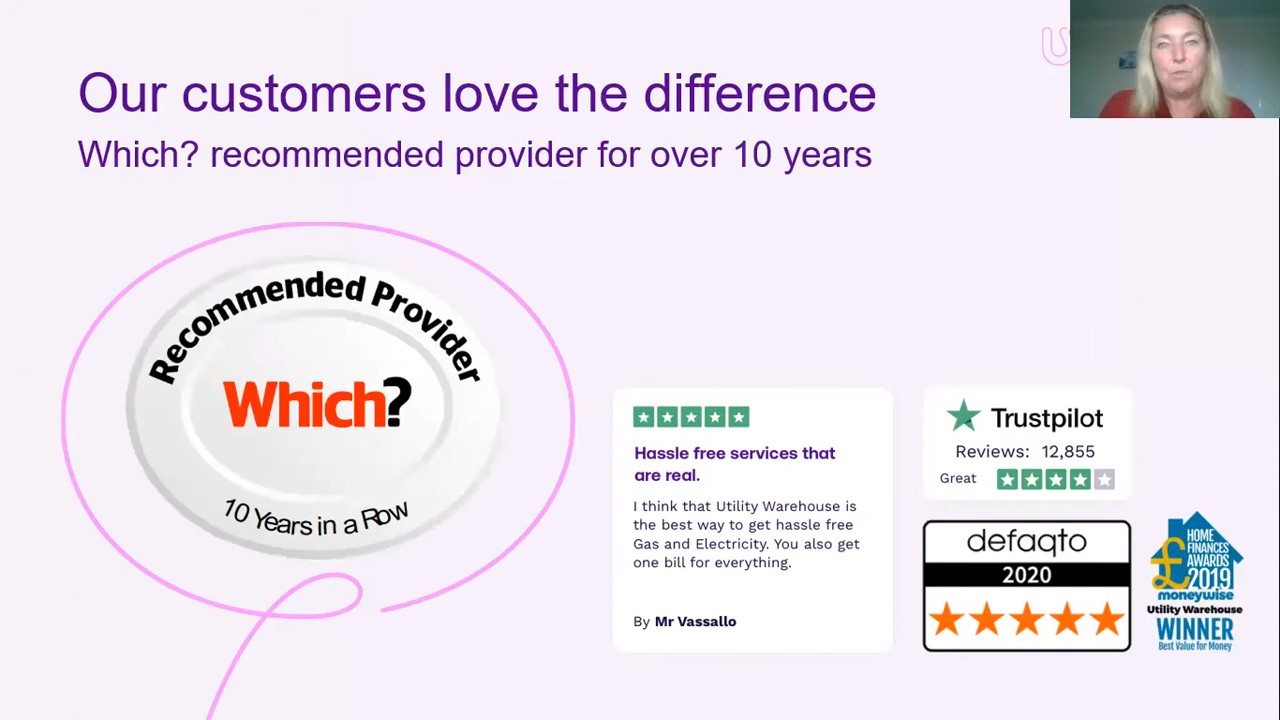 Our customers love the difference
Which? recommended provider for over 10 years
Recommended Provider
Which?
10 Years in a Row
Hassle free services that
are real.
I think that Utility Warehouse is
the best way to get hassle free
Gas and Electricity. You also get
one bill for everything.
By Mr Vassallo
Trustpilot
Reviews: 12,855
Great
defaqto
2020
HOME
FINANCES
AWARDS
£2019
moneywise
Utility Warehouse
WINNER
Best Value for Money